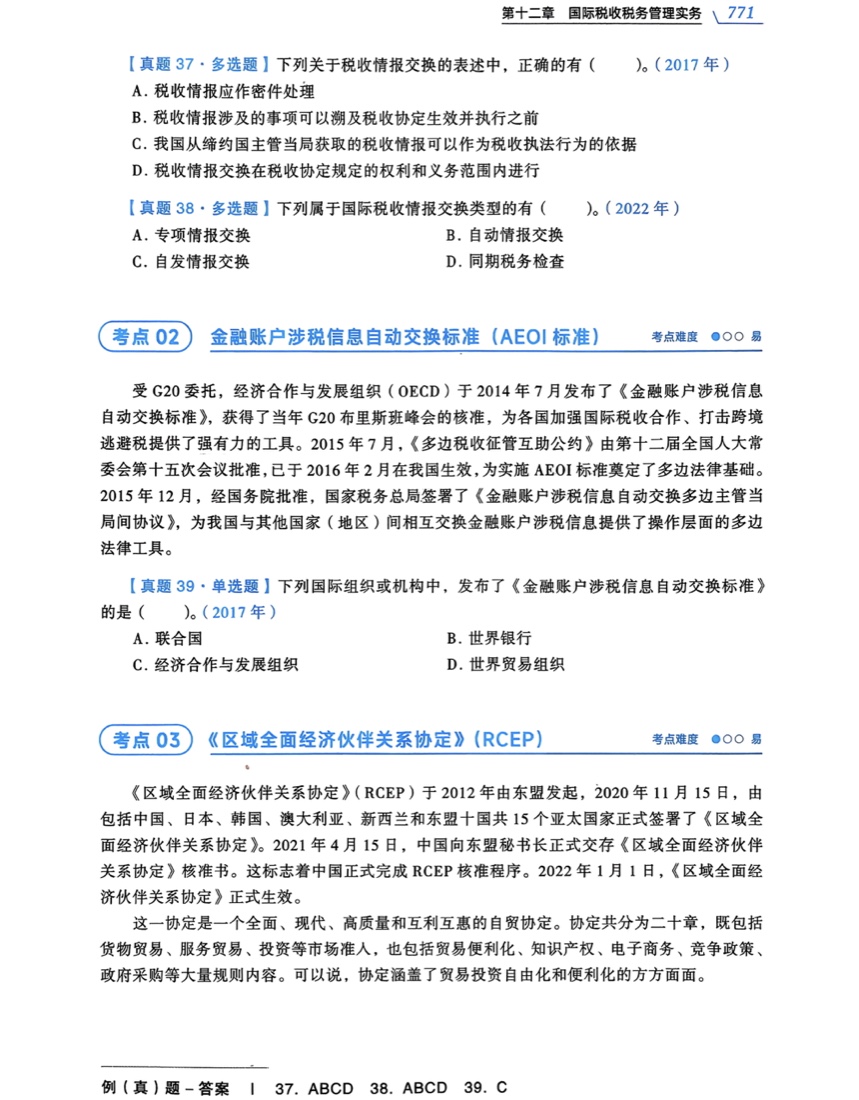 第十二章 国际税收税务管理实务 771
【真题 37·多选题】下列关于税收情报交换的表述中，正确的有（ ）。（2017 年）
A. 税收情报应作密件处理
B. 税收情报涉及的事项可以溯及税收协定生效并执行之前
C. 我国从缔约国主管当局获取的税收情报可以作为税收执法行为的依据
D. 税收情报交换在税收协定规定的权利和义务范围内进行
【真题 38·多选题】下列属于国际税收情报交换类型的有（ ）。（2022 年）
A. 专项情报交换 B. 自动情报交换
C. 自发情报交换 D. 同期税务检查
考点 02 金融账户涉税信息自动交换标准（AEOI 标准） 考点难度 ●○○ 易
受 G20 委托，经济合作与发展组织（OECD）于 2014 年 7 月发布了《金融账户涉税信息
自动交换标准》，获得了当年 G20 布里斯班峰会的核准，为各国加强国际税收合作、打击跨境
逃避税提供了强有力的工具。2015 年 7 月，《多边税收征管互助公约》由第十二届全国人大常
委会第十五次会议批准，已于 2016 年 2 月在我国生效，为实施 AEOI 标准奠定了多边法律基础。
2015 年 12 月，经国务院批准，国家税务总局签署了《金融账户涉税信息自动交换多边主管当
局间协议》，为我国与其他国家（地区）间相互交换金融账户涉税信息提供了操作层面的多边
法律工具。
【真题 39·单选题】下列国际组织或机构中，发布了《金融账户涉税信息自动交换标准》
的是（ ）。（2017 年）
A. 联合国 B. 世界银行
C. 经济合作与发展组织 D. 世界贸易组织
考点 03 《区域全面经济伙伴关系协定》（RCEP） 考点难度 ●○○ 易
《区域全面经济伙伴关系协定》（RCEP）于 2012 年由东盟发起，2020 年 11 月 15 日，由
包括中国、日本、韩国、澳大利亚、新西兰和东盟十国共 15 个亚太国家正式签署了《区域全
面经济伙伴关系协定》。2021 年 4 月 15 日，中国向东盟秘书长正式交存《区域全面经济伙伴
关系协定》核准书。这标志着中国正式完成 RCEP 核准程序。2022 年 1 月 1 日，《区域全面经
济伙伴关系协定》正式生效。
这一协定是一个全面、现代、高质量和互利互惠的自贸协定。协定共分为二十章，既包括
货物贸易、服务贸易、投资等市场准入，也包括贸易便利化、知识产权、电子商务、竞争政策、
政府采购等大量规则内容。可以说，协定涵盖了贸易投资自由化和便利化的方方面面。
例（真）题－答案 | 37. ABCD 38. ABCD 39. C